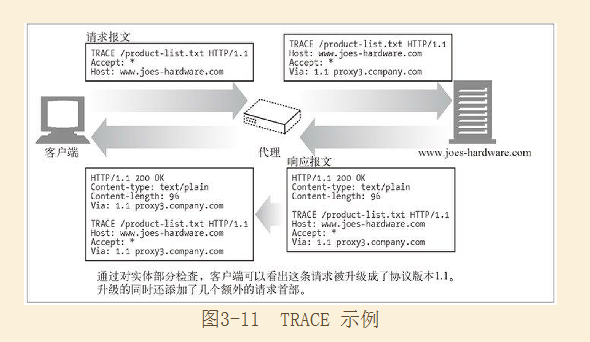 请求报文
TRACE /product-list.txt HTTP/1.1
Accept: *
Host: www.joes-hardware.com
TRACE /product-list.txt HTTP/1.1
Host: www.joes-hardware.com
Accept: *
Via: 1.1 proxy3.company.com
客户端
代理
www.joes-hardware.com
响应报文
HTTP/1.1 200 OK
Content-type: text/plain
Content-length: 96
Via: 1.1 proxy3.company.com
TRACE /product-list.txt HTTP/1.1
Host: www.joes-hardware.com
Accept: *
Via: 1.1 proxy3.company.com
HTTP/1.1 200 OK
Content-type: text/plain
Content-length: 96
TRACE /product-list.txt HTTP/1.1
Host: www.joes-hardware.com
Accept: *
Via: 1.1 proxy3.company.com
通过对实体部分检查，客户端可以看出这条请求被升级成了协议版本1.1。
升级的同时还添加了几个额外的请求首部。
图3-11 TRACE 示例